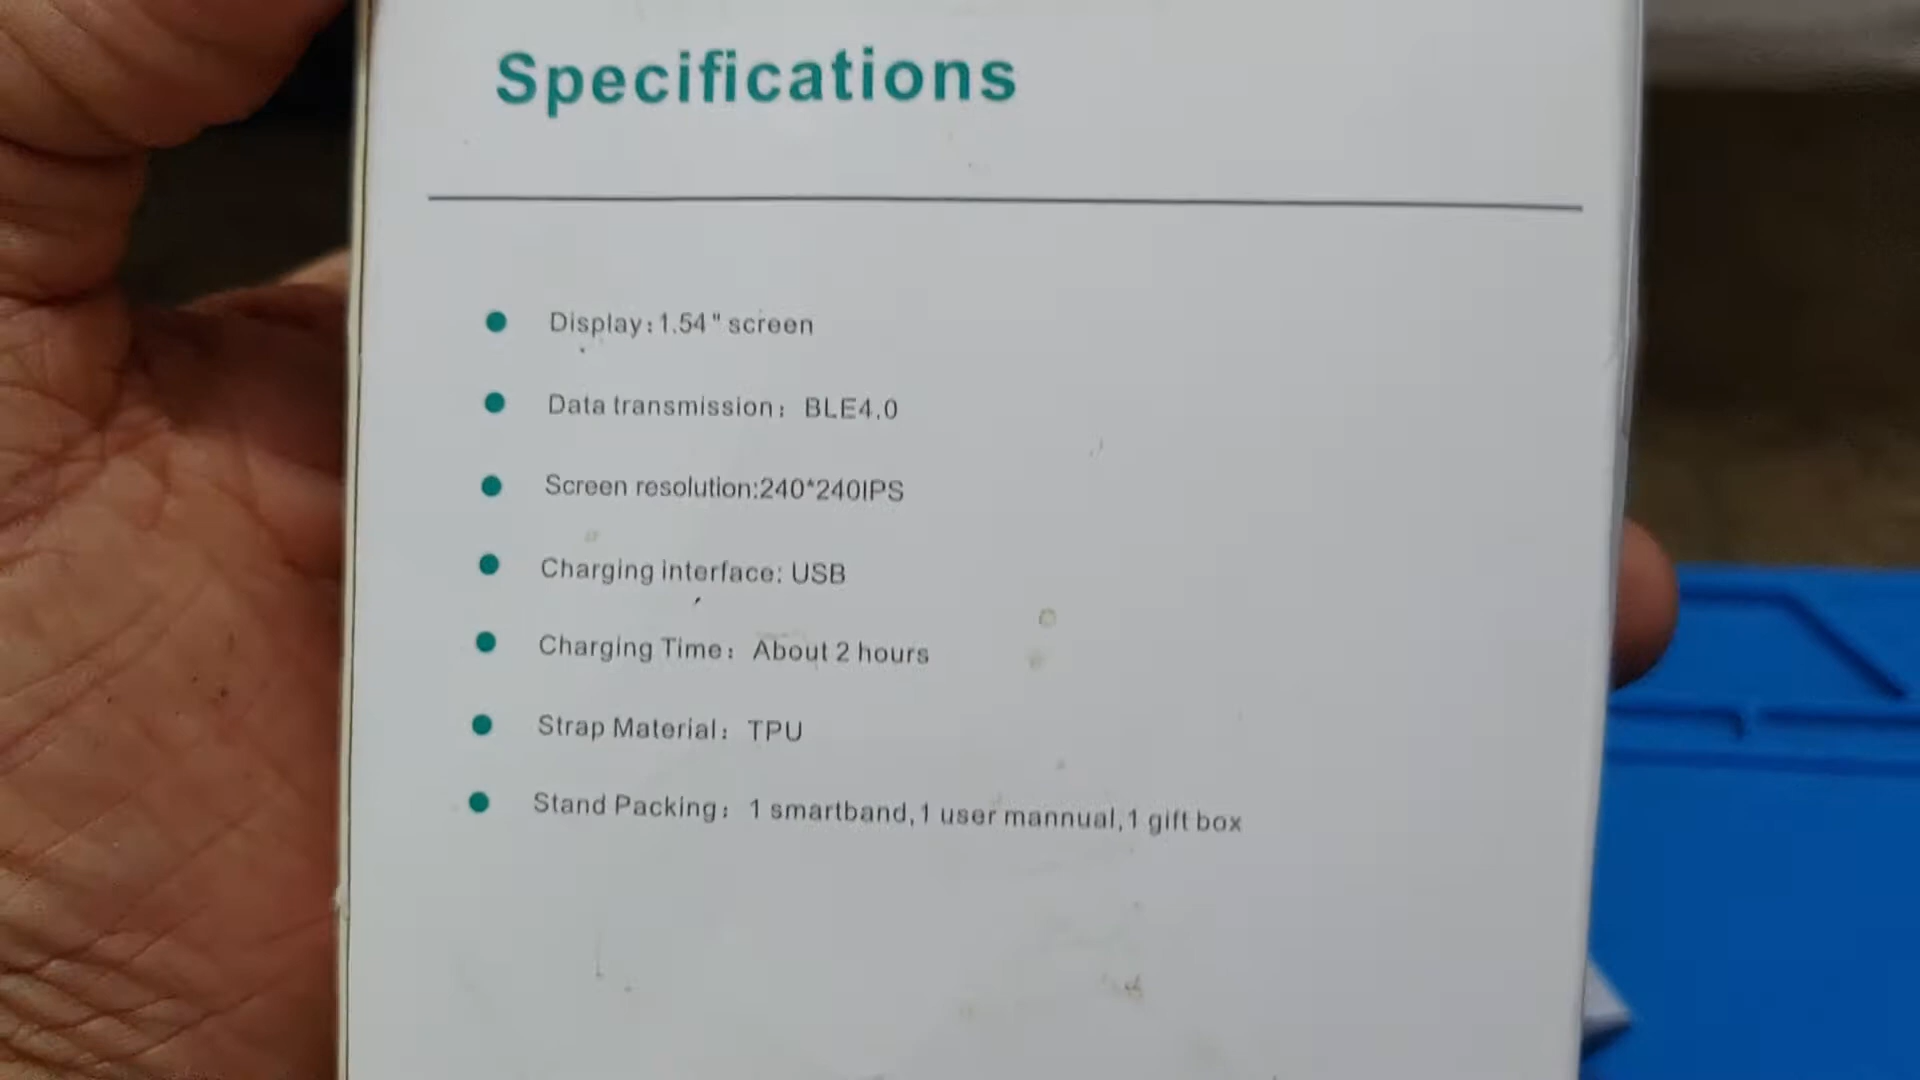 Specifications
Display:1.54" screen
Data transmission: BLE4.0
Screen resolution:240*240IPS
Charging interface: USB
Charging Time: About 2 hours
Strap Material: TPU
Stand Packing: 1 smartband,1 user mannual,1 gift box